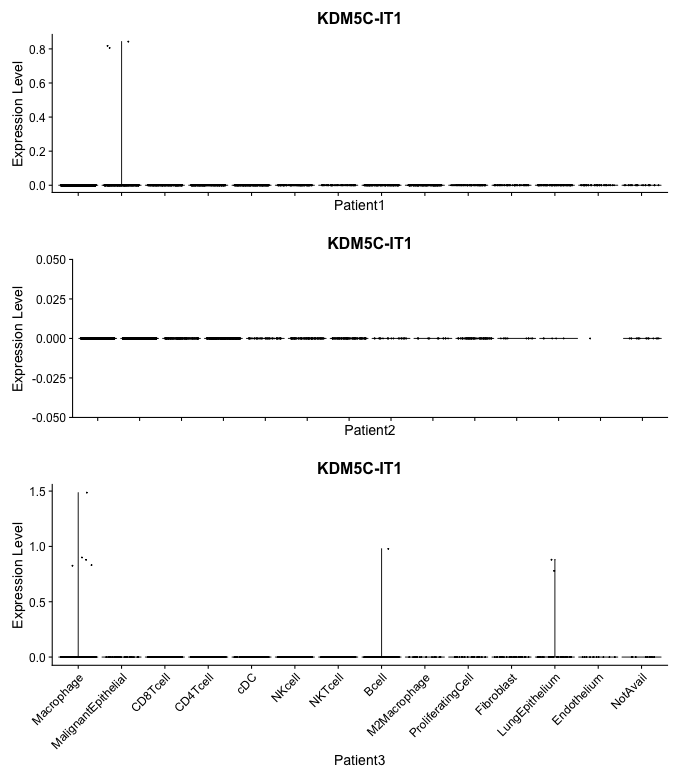 KDM5C-IT1
Expression Level
0.8
0.6
0.4
0.2
0.0
Patient1
KDM5C-IT1
Expression Level
0.050
0.025
0.000
-0.025
-0.050
Patient2
KDM5C-IT1
Expression Level
1.5
1.0
0.5
0.0
Macrophage
MalignantEpithelial
CD8Tcell
CD4Tcell
cDC
NKcell
NKTcell
Bcell
M2Macrophage
ProliferatingCell
Fibroblast
LungEpithelium
Endothelium
NotAvail
Patient3